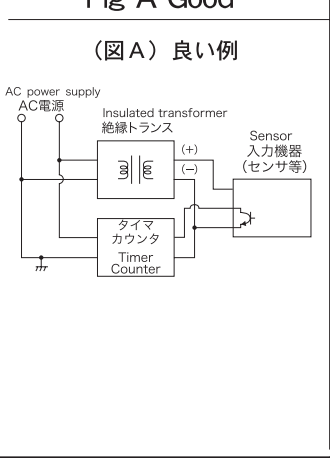 Fig A Good
（図A）良い例
AC power supply
AC電源
Insulated transformer
絶縁トランス
(+)
(−)
Sensor
入力機器
（センサ等）
タイマ
カウンタ
Timer
Counter